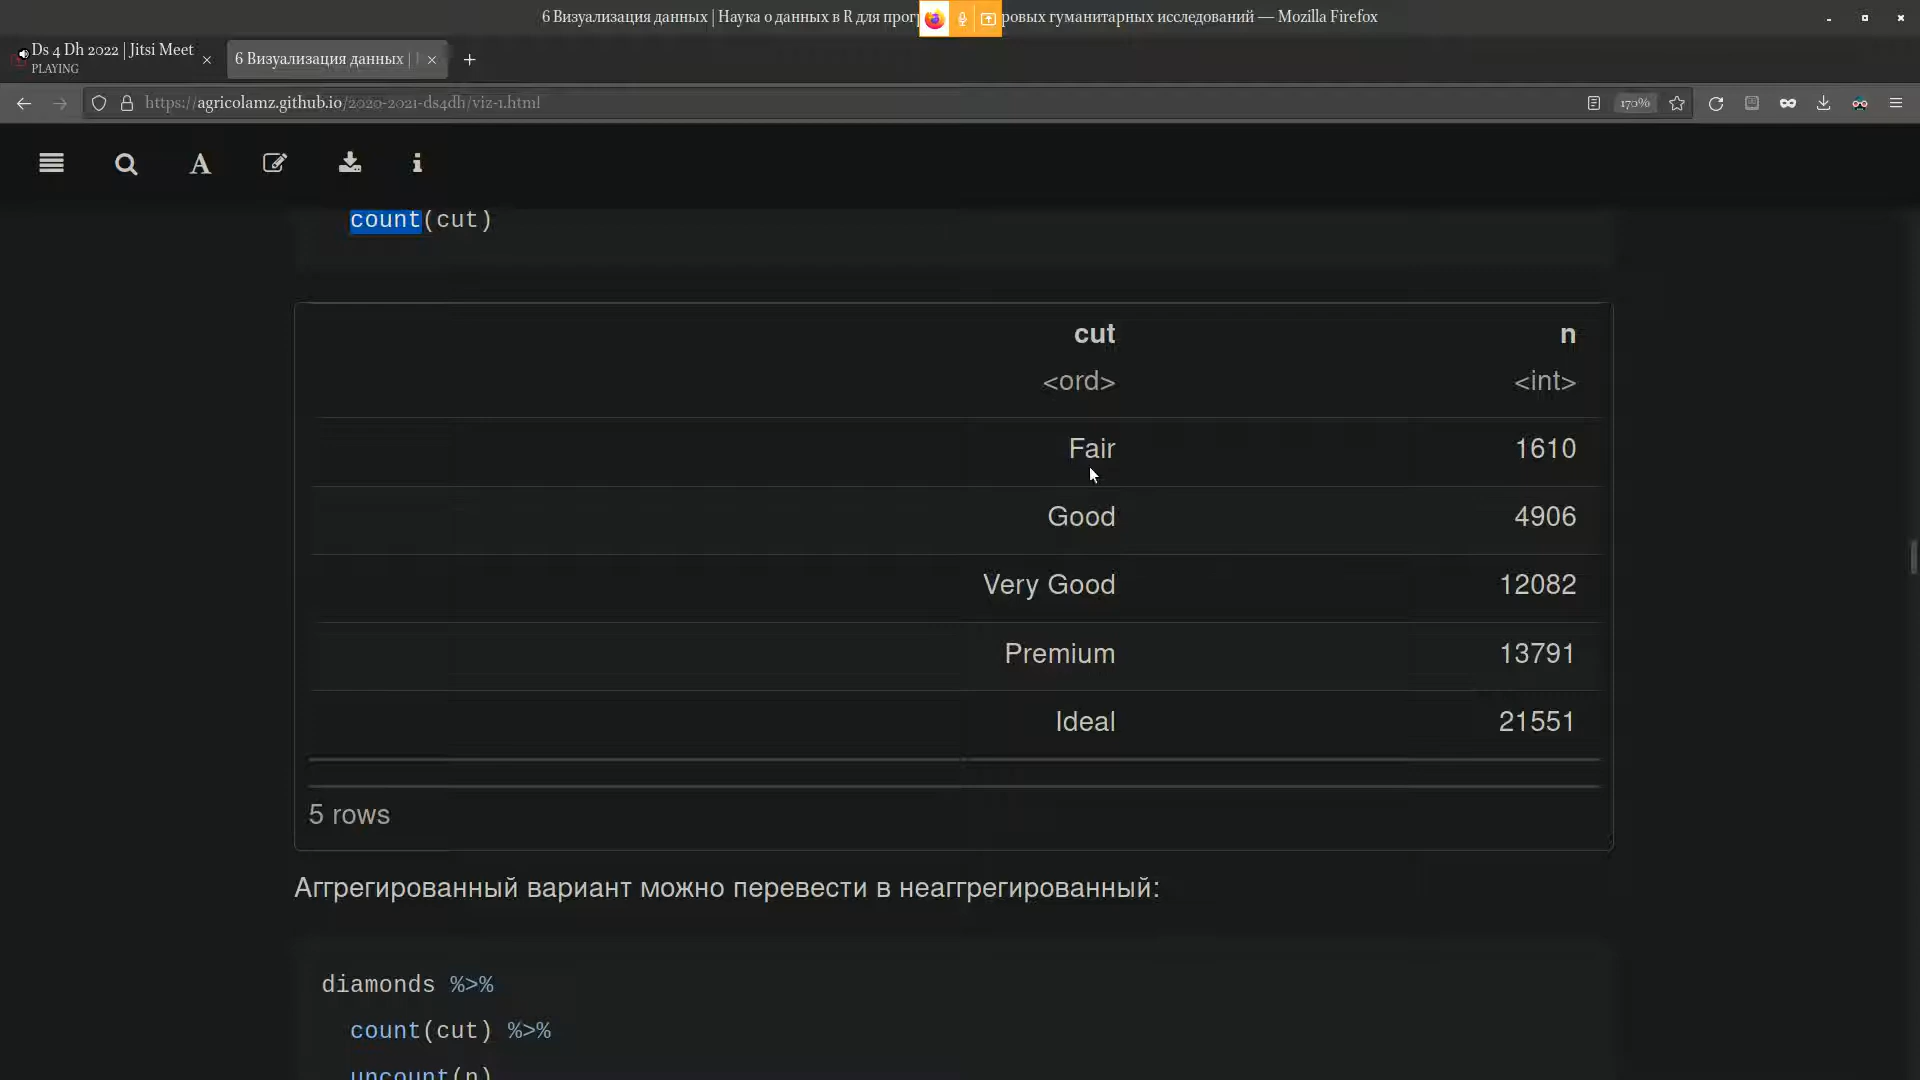 6 Визуализация данных | Наука о данных в R для прог ровых гуманитарных исследований — Mozilla Firefox
Ds 4 Dh 2022 | Jitsi Meet
PLAYING
6 Визуализация данных |
https://agricolamz.github.io/2020-2021-ds4dh/viz-1.html
170%
count(cut)
cut n
<ord> <int>
Fair 1610
Good 4906
Very Good 12082
Premium 13791
Ideal 21551
5 rows
Аггрегированный вариант можно перевести в неаггрегированный:
diamonds %>%
count(cut) %>%
uncount(n)